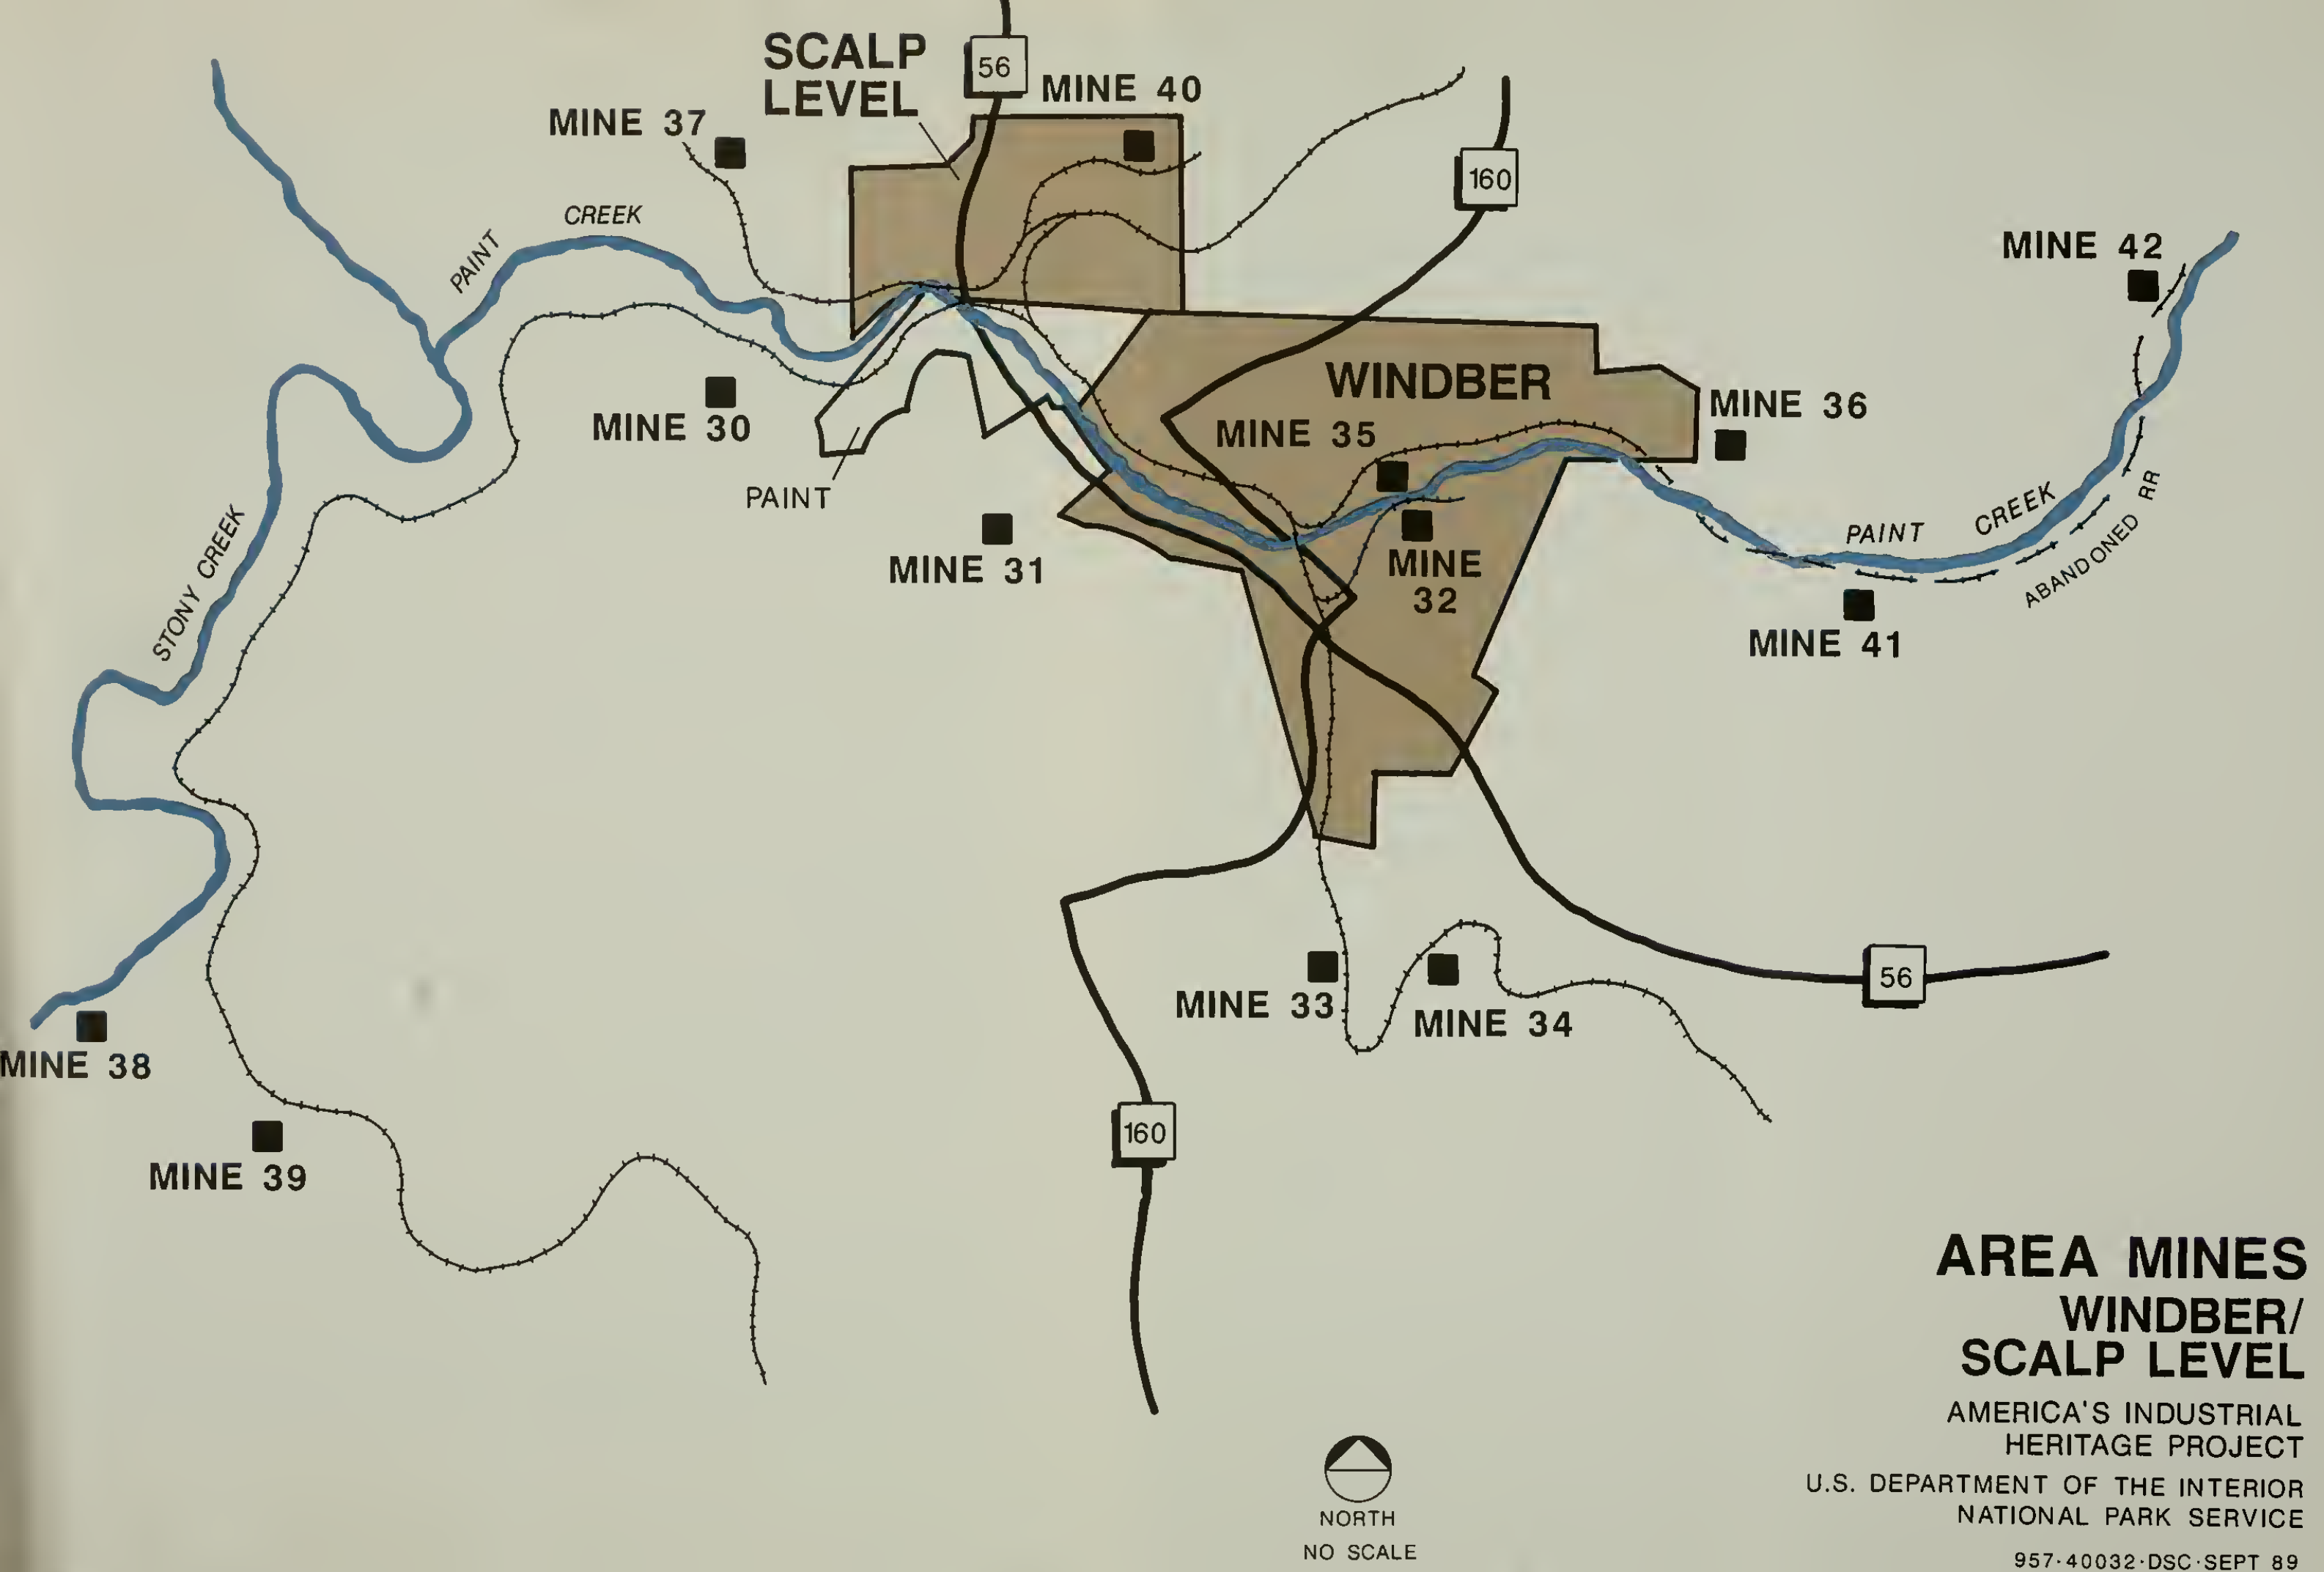 SCALP
LEVEL
56
MINE 40
MINE 37
160
CREEK
PAINT
MINE 42
WINDBER
MINE 36
MINE 35
MINE 30
PAINT
CREEK
PAINT
ABANDONED RR
STONY CREEK
MINE 31
MINE
32
MINE 41
56
MINE 33
MINE 34
MINE 38
160
MINE 39
AREA MINES
WINDBER/
SCALP LEVEL
AMERICA'S INDUSTRIAL
HERITAGE PROJECT
U.S. DEPARTMENT OF THE INTERIOR
NATIONAL PARK SERVICE
957·40032·DSC·SEPT 89
NORTH
NO SCALE